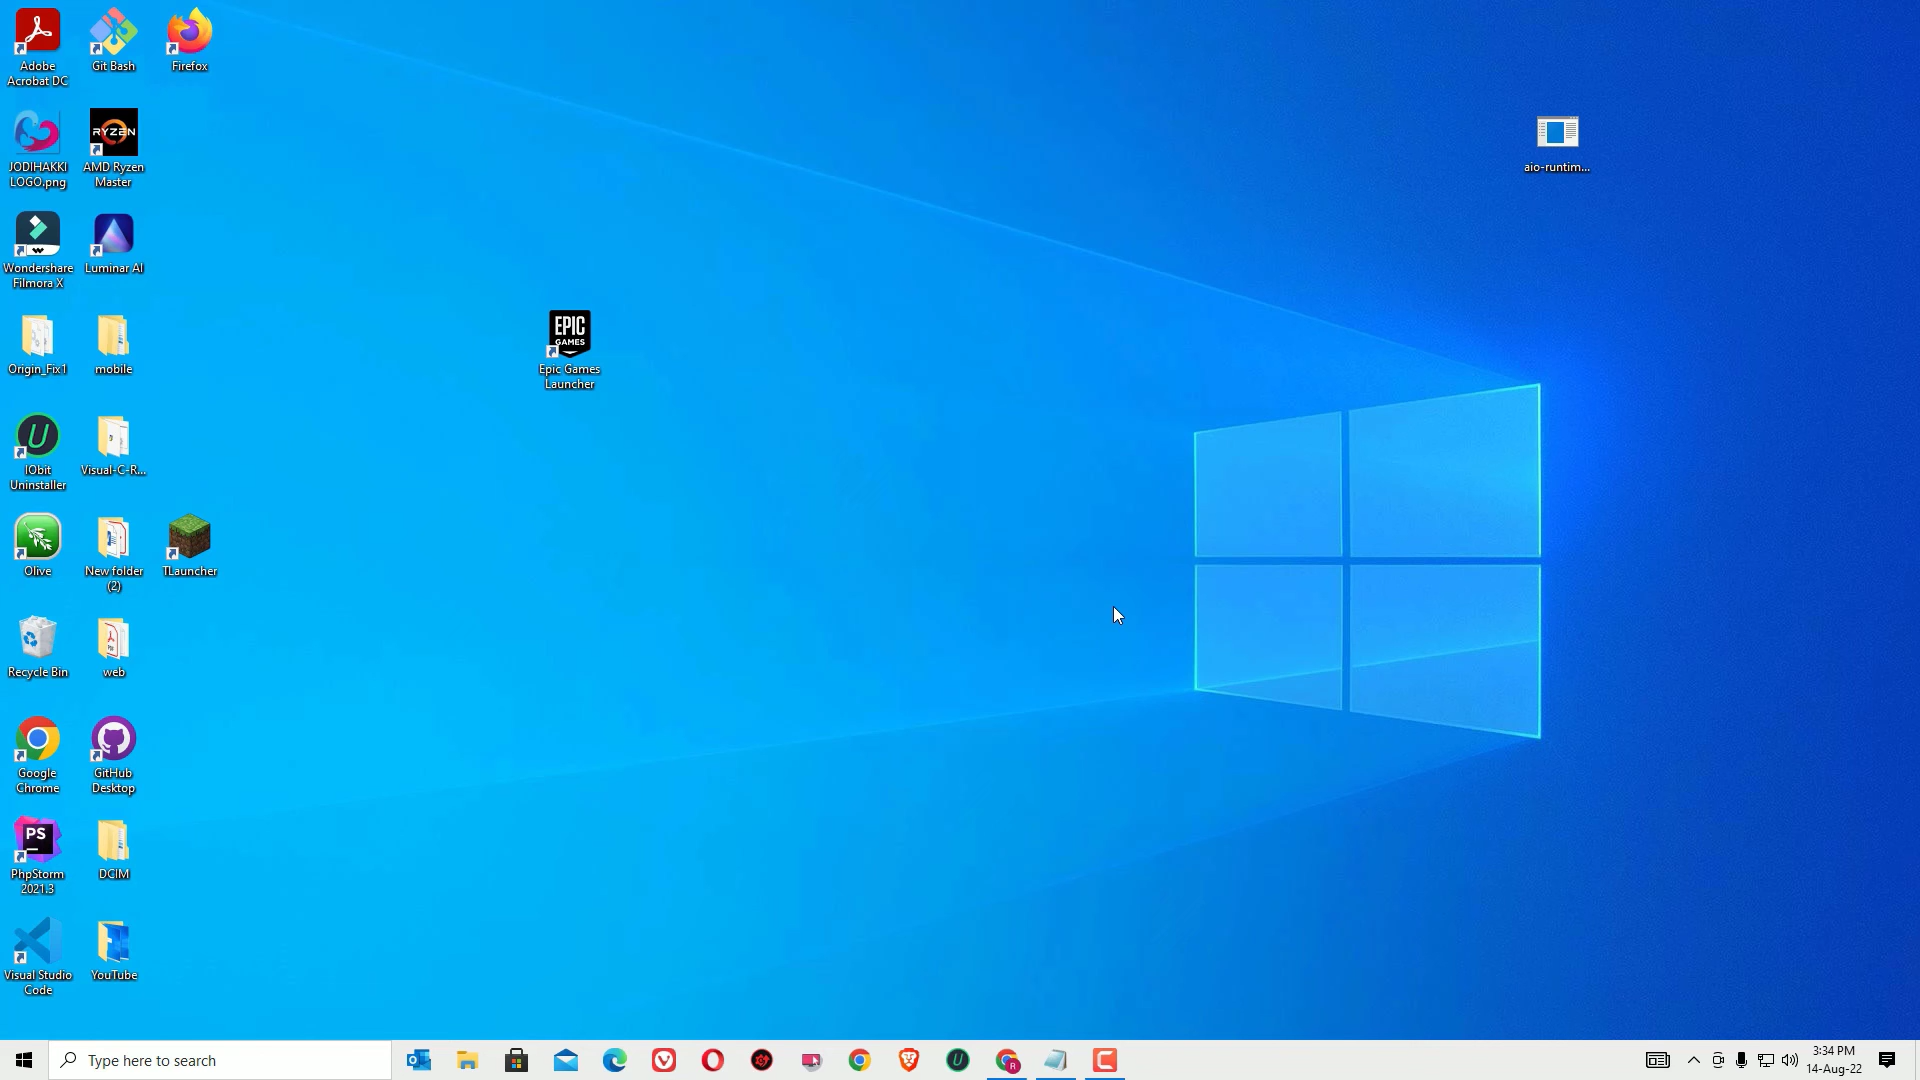 Adobe
Acrobat DC
Git Bash
Firefox
JODIHAKKI
LOGO.png
RYZEN
AMD Ryzen
Master
aio-runtim...
Wondershare
Filmora X
Luminar AI
Origin_Fix1
mobile
EPIC
GAMES
Epic Games
Launcher
IObit
Uninstaller
Visual-C-R...
Olive
New folder
(2)
TLauncher
Recycle Bin
web
Google
Chrome
GitHub
Desktop
PS
PhpStorm
2021.3
DCIM
Visual Studio
Code
YouTube
Type here to search
3:34 PM
14-Aug-22